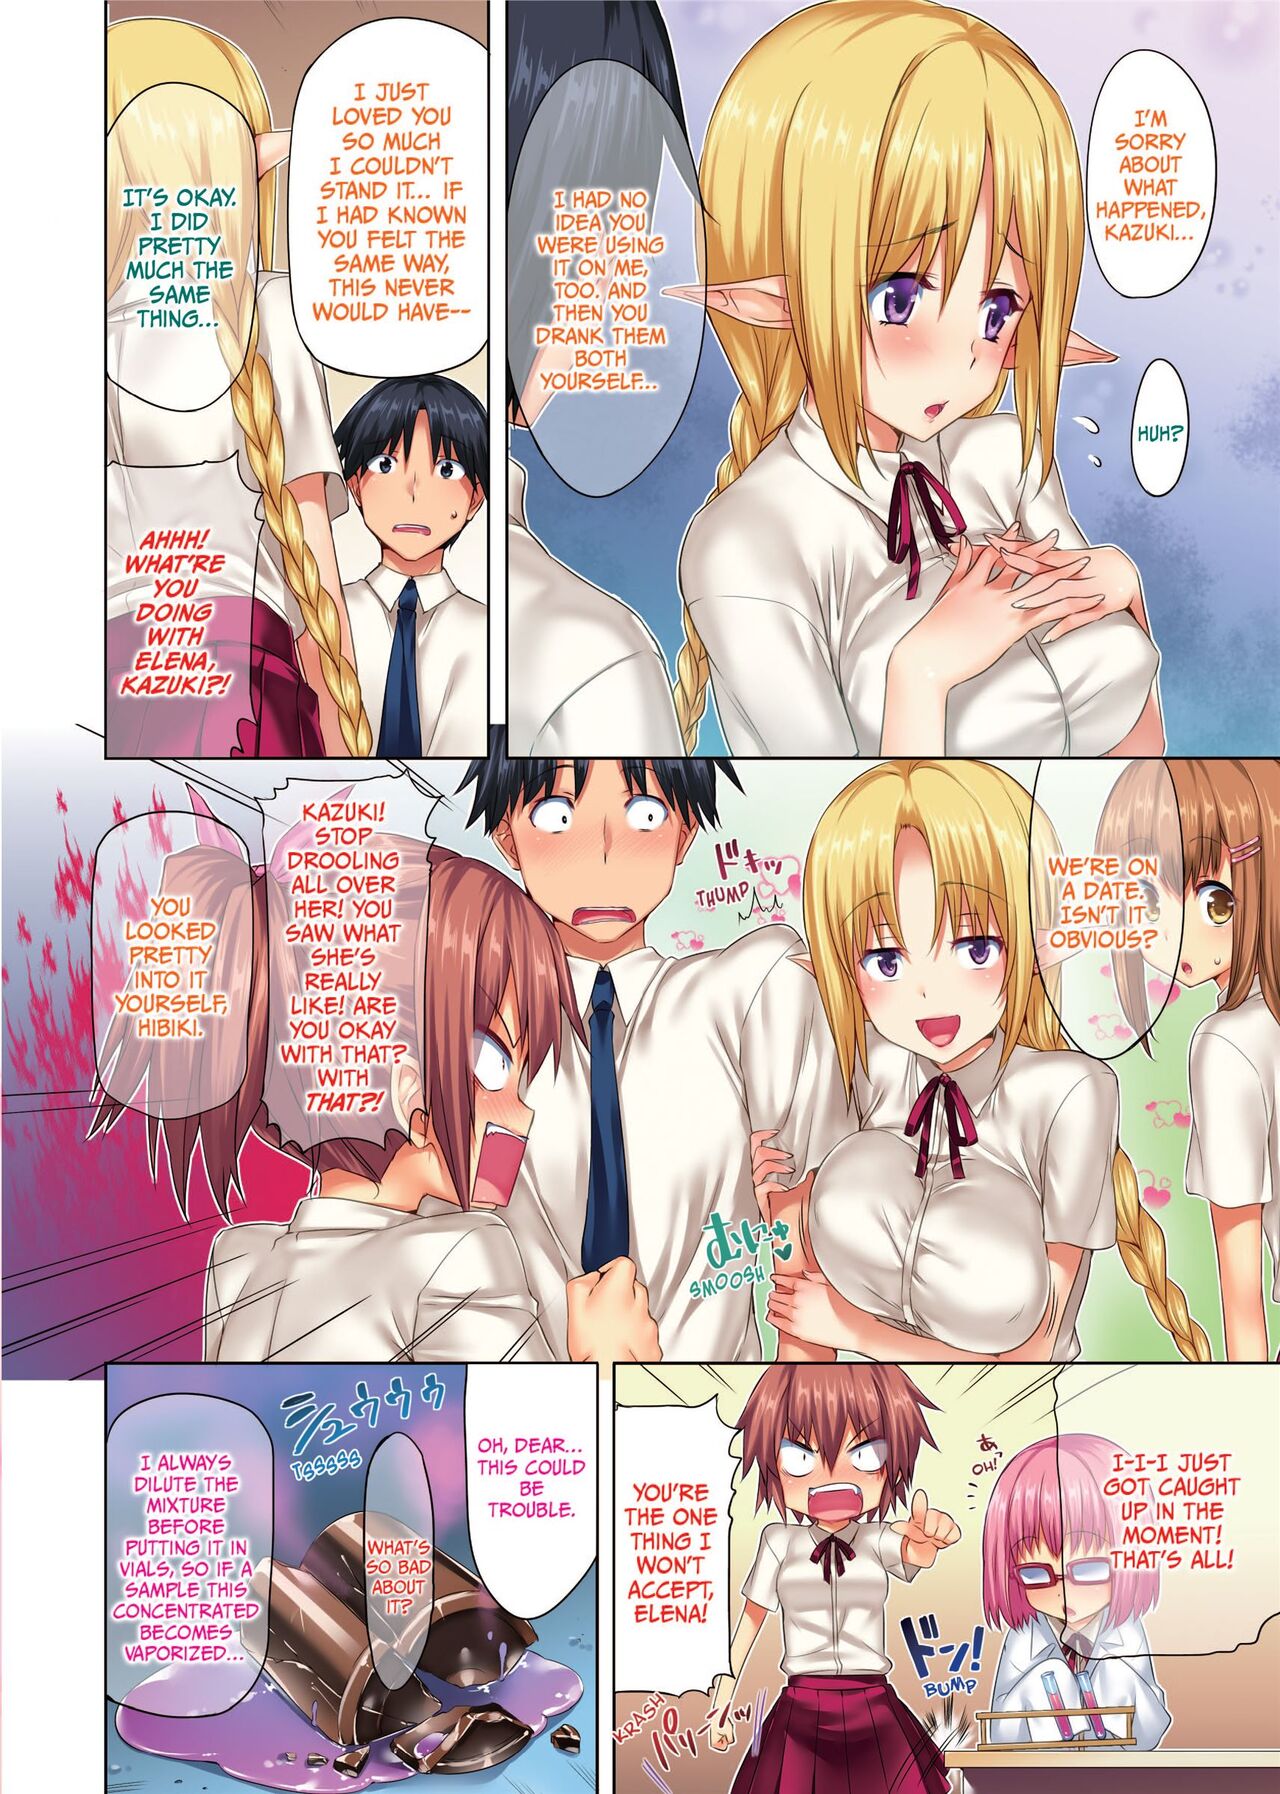 I'M
SORRY
ABOUT
WHAT
HAPPENED,
KAZUKI...
HUH?
I HAD NO
IDEA YOU
WERE USING
IT ON ME,
TOO. AND
THEN YOU
DRANK THEM
BOTH
YOURSELF...
I JUST
LOVED YOU
SO MUCH
I COULDN'T
STAND IT... IF
I HAD KNOWN
YOU FELT THE
SAME WAY,
THIS NEVER
WOULD HAVE--
IT'S OKAY.
I DID
PRETTY
MUCH THE
SAME
THING...
AHHH!
WHAT'RE
YOU
DOING
WITH
ELENA,
KAZUKI?!
WE'RE ON
A DATE.
ISN'T IT
OBVIOUS?
ドキッ
THUMP
むにゅ
SMOOSH
KAZUKI!
STOP
DROOLING
ALL OVER
HER! YOU
SAW WHAT
SHE'S
REALLY
LIKE! ARE
YOU OKAY
WITH THAT?
WITH
THAT?!
YOU
LOOKED
PRETTY
INTO IT
YOURSELF,
HIBIKI.
I-I-I JUST
GOT CAUGHT
UP IN THE
MOMENT!
THAT'S ALL!
あっ
OH!
YOU'RE
THE ONE
THING I
WON'T
ACCEPT,
ELENA!
ドン!
BUMP
KRASH
パリーンッ
OH, DEAR...
THIS COULD
BE
TROUBLE.
シュウウゥ
TSSSSS
WHAT'S
SO BAD
ABOUT
IT?
I ALWAYS
DILUTE THE
MIXTURE
BEFORE
PUTTING IT IN
VIALS, SO IF A
SAMPLE THIS
CONCENTRATED
BECOMES
VAPORIZED...